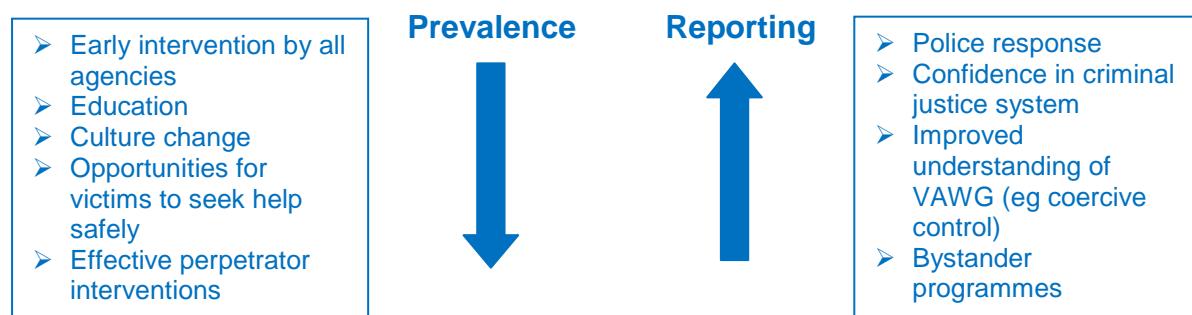 ➢ Early intervention by all
agencies
➢ Education
➢ Culture change
➢ Opportunities for
victims to seek help
safely
➢ Effective perpetrator
interventions
Prevalence
Reporting
➢ Police response
➢ Confidence in criminal
justice system
➢ Improved
understanding of
VAWG (eg coercive
control)
➢ Bystander
programmes